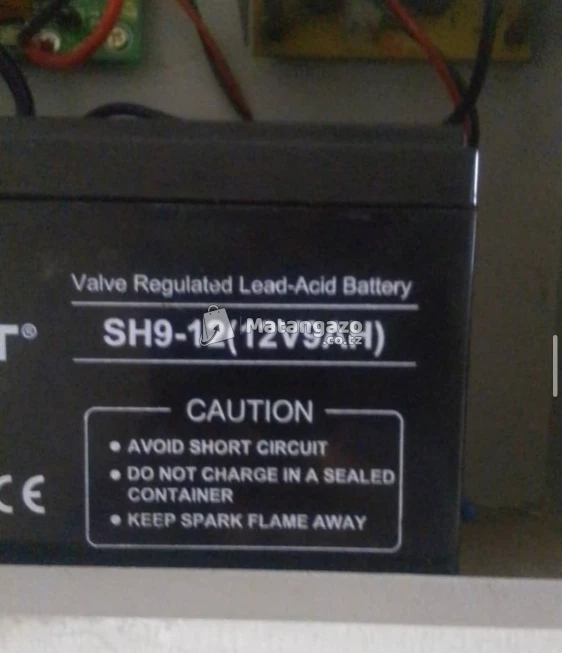 Valve Regulated Lead-Acid Battery
T®
SH9-12(12V9AH)
Matangazo
.co.tz
CAUTION
• AVOID SHORT CIRCUIT
• DO NOT CHARGE IN A SEALED
CONTAINER
• KEEP SPARK FLAME AWAY
CE